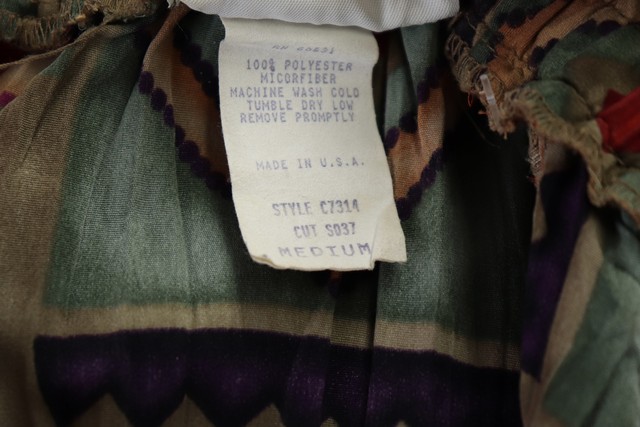 100% POLYESTER
MICORFIBER
MACHINE WASH COLD
TUMBLE DRY LOW
REMOVE PROMPTLY
MADE IN U.S.A.
STYLE C7314
CUT S037
MEDIUM